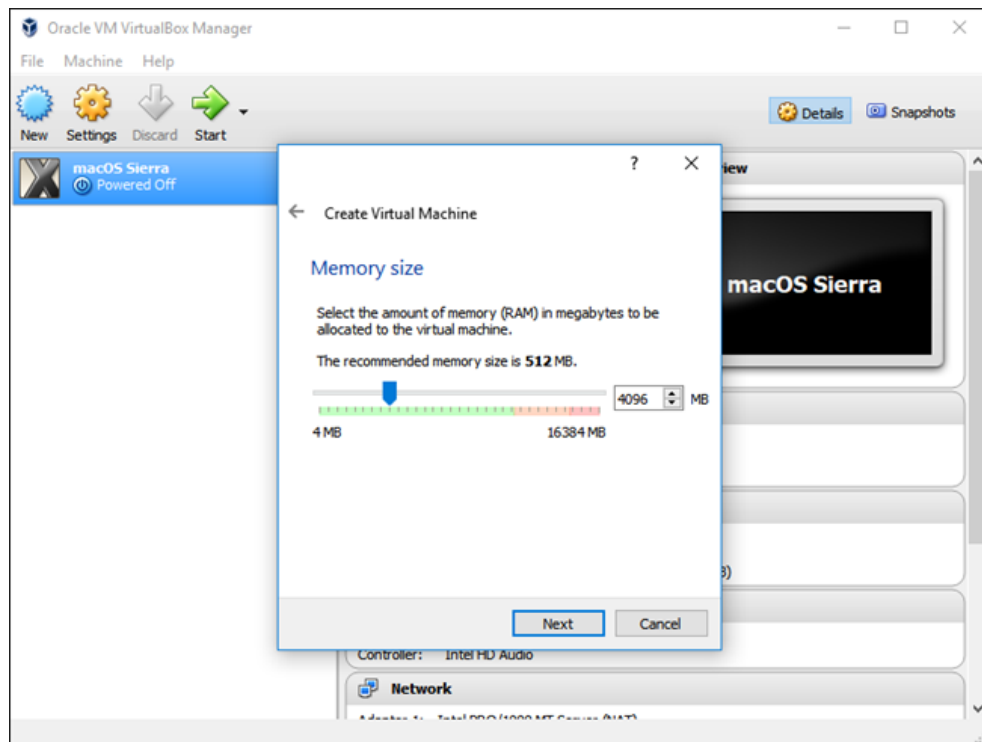 Oracle VM VirtualBox Manager
File Machine Help
New Settings Discard Start
Details Snapshots
macOS Sierra
Powered Off
? 
Create Virtual Machine
Memory size
Select the amount of memory (RAM) in megabytes to be
allocated to the virtual machine.
The recommended memory size is 512 MB.
4096 MB
4 MB 16384 MB
Next Cancel
macOS Sierra
Controller: Intel HD Audio
Network